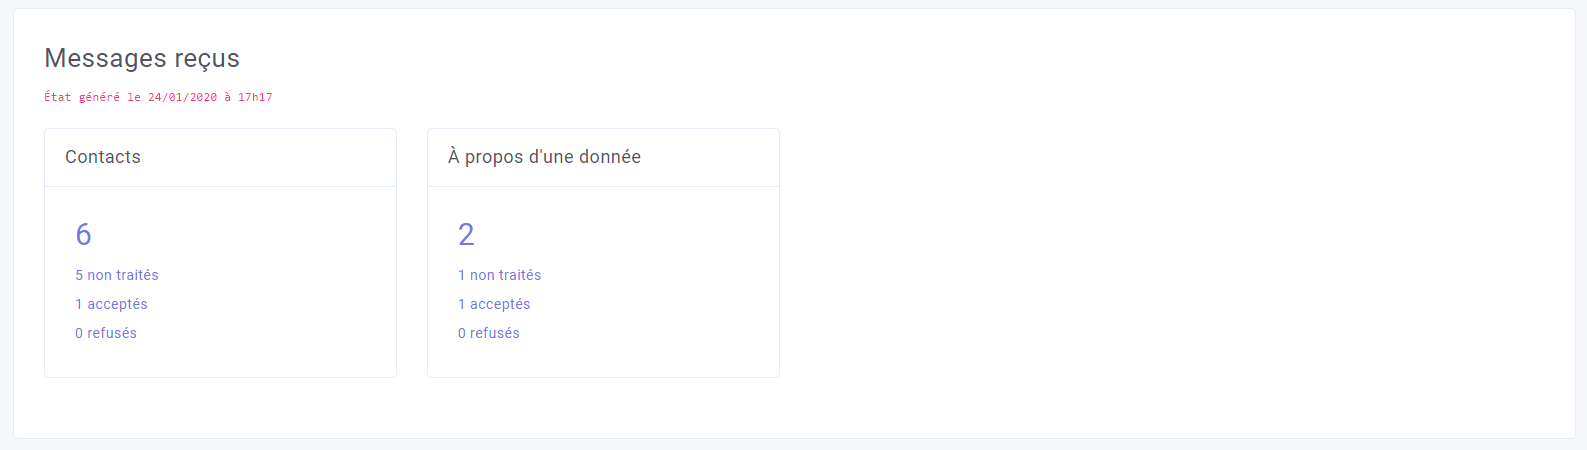 Messages reçus
État généré le 24/01/2020 à 17h17
Contacts
6
5 non traités
1 acceptés
0 refusés
À propos d'une donnée
2
1 non traités
1 acceptés
0 refusés